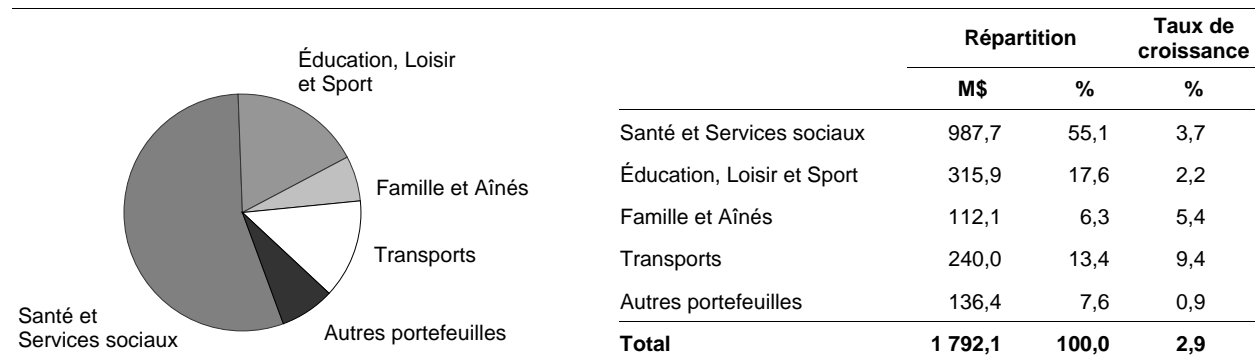 Éducation, Loisir
et Sport
Famille et Aînés
Transports
Autres portefeuilles
Santé et
Services sociaux
Répartition Taux de
croissance
M$ % %
Santé et Services sociaux 987,7 55,1 3,7
Éducation, Loisir et Sport 315,9 17,6 2,2
Famille et Aînés 112,1 6,3 5,4
Transports 240,0 13,4 9,4
Autres portefeuilles 136,4 7,6 0,9
Total 1 792,1 100,0 2,9